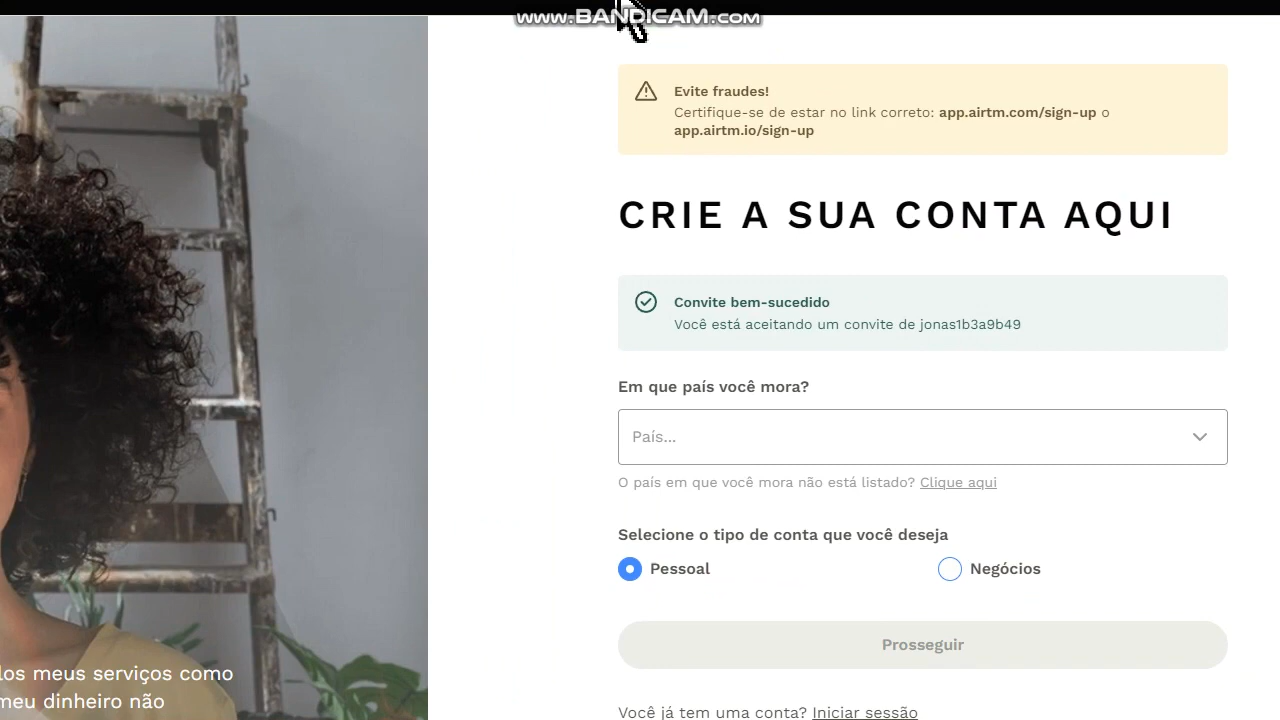 www.BANDICAM.com
Evite fraudes!
Certifique-se de estar no link correto: app.airtm.com/sign-up o
app.airtm.io/sign-up
CRIE A SUA CONTA AQUI
Convite bem-sucedido
Você está aceitando um convite de jonas1b3a9b49
Em que país você mora?
País...
O país em que você mora não está listado? Clique aqui
Selecione o tipo de conta que você deseja
Pessoal
Negócios
Prosseguir
Você já tem uma conta? Iniciar sessão
los meus serviços como
meu dinheiro não